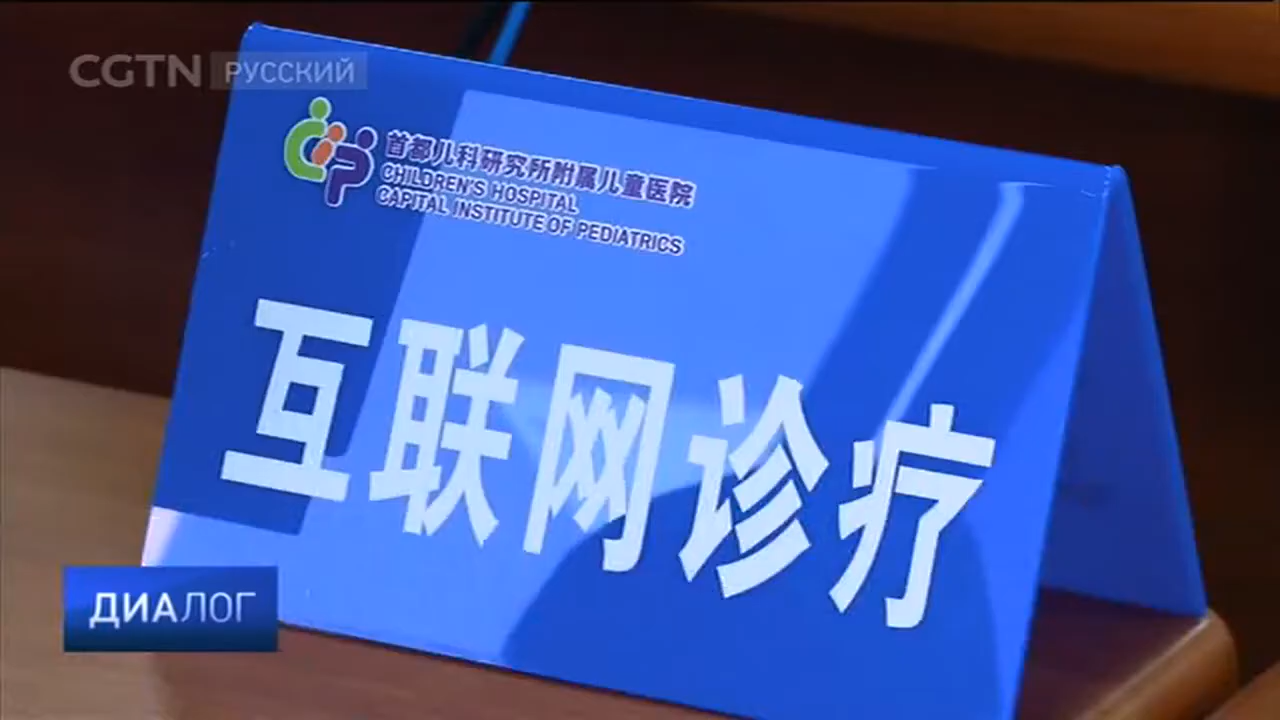 CGTN РУССКИЙ
首都儿科研究所附属儿童医院
CHILDREN'S HOSPITAL
CAPITAL INSTITUTE OF PEDIATRICS
互联网诊疗
ДИАЛОГ